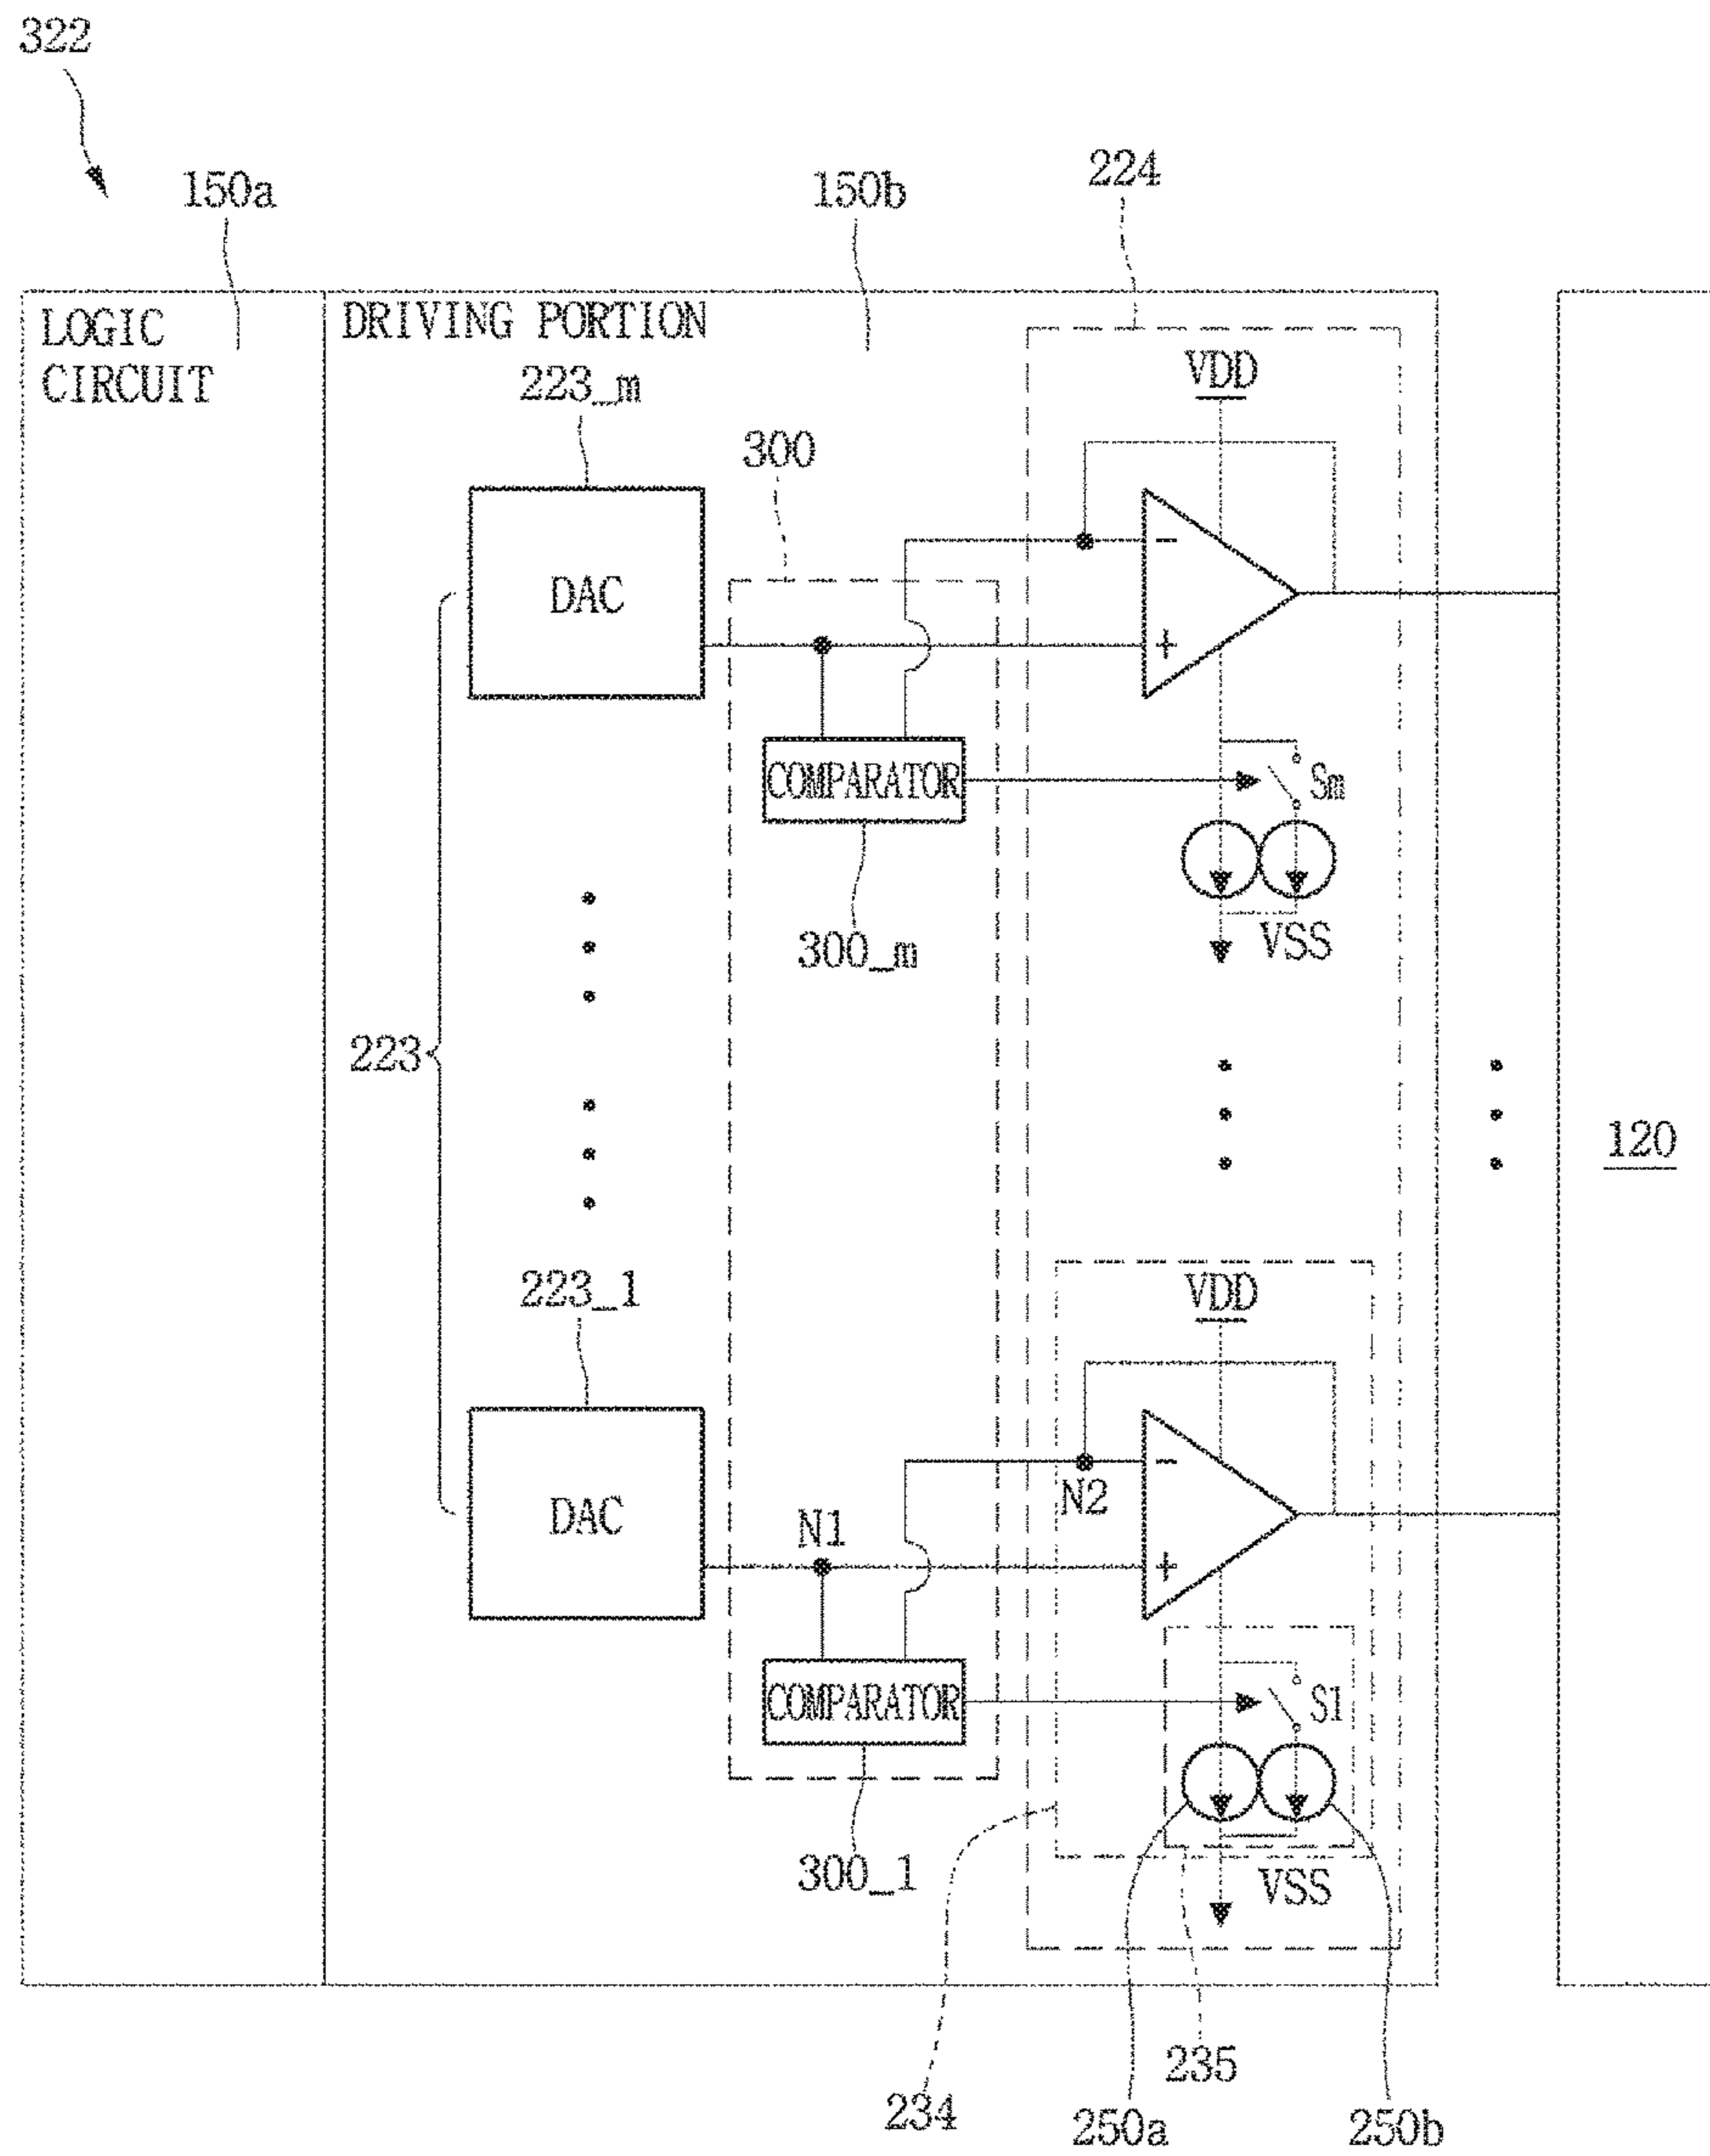 322
150a
150b
224
LOGIC
CIRCUIT
DRIVING PORTION
VDD
223_m
300
DAC
−
+
COMPARATOR
Sm
300_m
VSS
223
120
223_1
VDD
DAC
−
N2
N1
+
COMPARATOR
S1
300_1
VSS
235
234
250a
250b